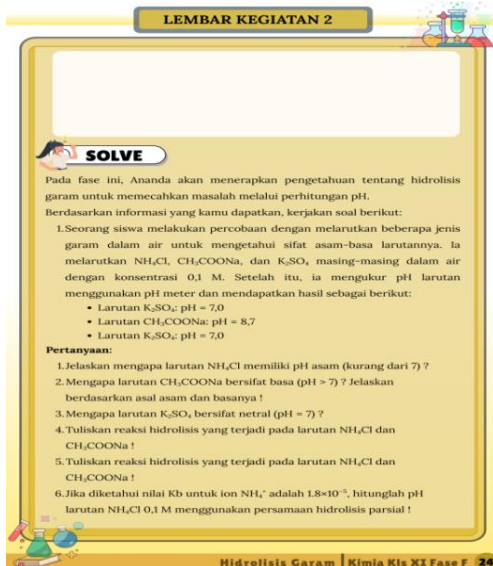 LEMBAR KEGIATAN 2
SOLVE
Pada fase ini, Ananda akan menerapkan pengetahuan tentang hidrolisis
garam untuk memecahkan masalah melalui perhitungan pH.
Berdasarkan informasi yang kamu dapatkan, kerjakan soal berikut:
1.Seorang siswa melakukan percobaan dengan melarutkan beberapa jenis
garam dalam air untuk mengetahui sifat asam-basa larutannya. Ia
melarutkan NH₄Cl, CH₃COONa, dan K₂SO₄ masing-masing dalam air
dengan konsentrasi 0,1 M. Setelah itu, ia mengukur pH larutan
menggunakan pH meter dan mendapatkan hasil sebagai berikut:
• Larutan K₂SO₄: pH = 7,0
• Larutan CH₃COONa: pH = 8,7
• Larutan K₂SO₄: pH = 7,0
Pertanyaan:
1.Jelaskan mengapa larutan NH₄Cl memiliki pH asam (kurang dari 7) ?
2.Mengapa larutan CH₃COONa bersifat basa (pH > 7) ? Jelaskan
berdasarkan asal asam dan basanya !
3.Mengapa larutan K₂SO₄ bersifat netral (pH = 7) ?
4.Tuliskan reaksi hidrolisis yang terjadi pada larutan NH₄Cl dan
CH₃COONa !
5.Tuliskan reaksi hidrolisis yang terjadi pada larutan NH₄Cl dan
CH₃COONa !
6.Jika diketahui nilai Kb untuk ion NH₄⁺ adalah 1.8×10⁻⁵, hitunglah pH
larutan NH₄Cl 0,1 M menggunakan persamaan hidrolisis parsial !
Hidrolisis Garam | Kimia Kls XI Fase F 24